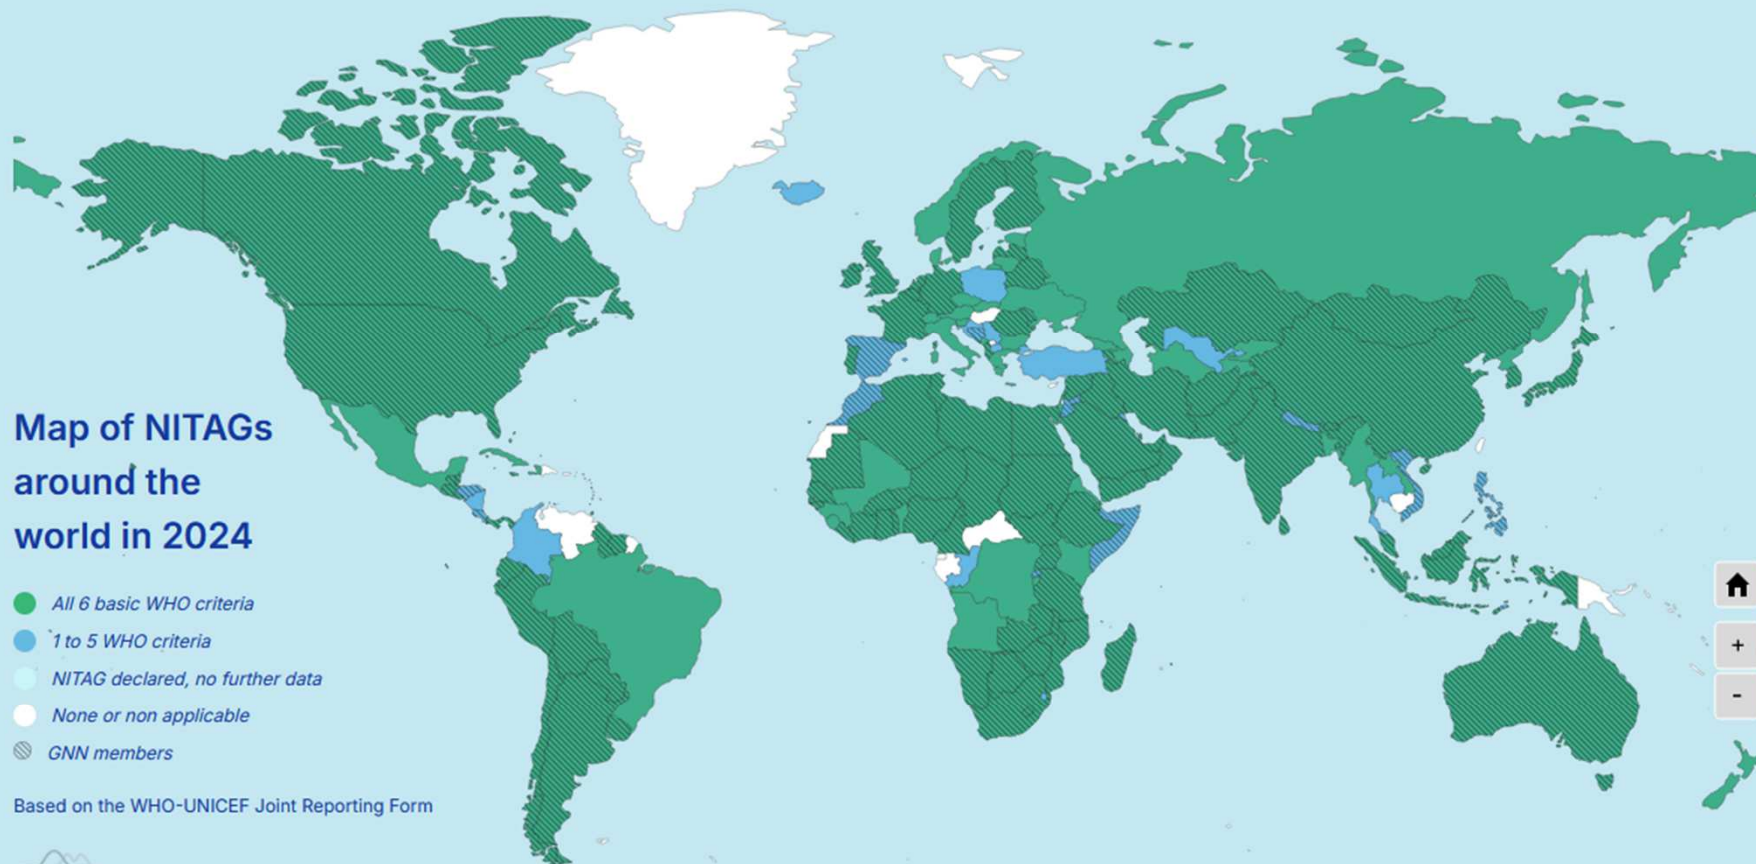 Map of NITAGs
around the
world in 2024
All 6 basic WHO criteria
1 to 5 WHO criteria
NITAG declared, no further data
None or non applicable
GNN members
Based on the WHO-UNICEF Joint Reporting Form
+
-